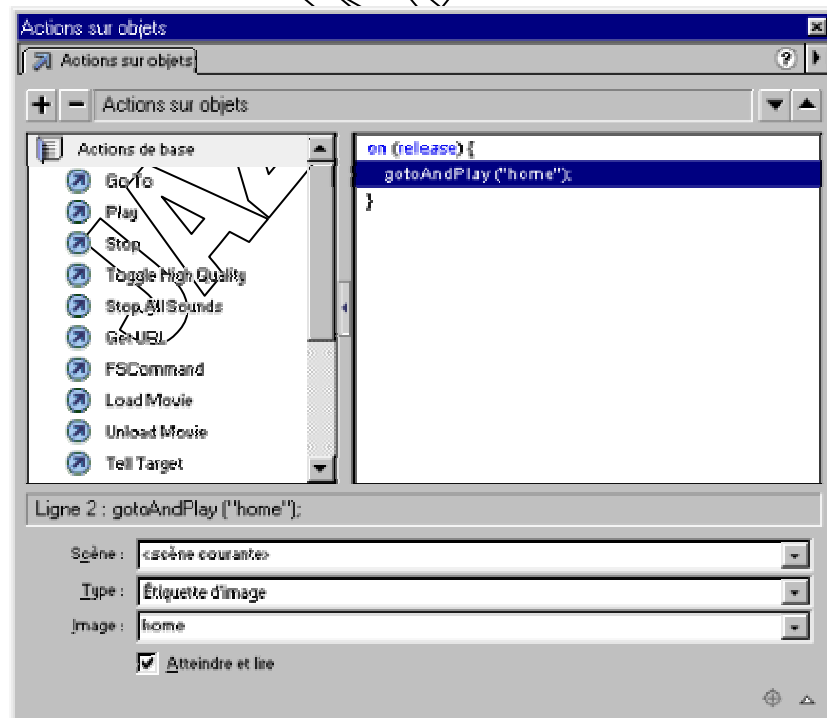 Actions sur objets
Actions sur objets
Actions sur objets
Actions de base
Go To
Play
Stop
Toggle High Quality
Stop All Sounds
Get URL
FSCommand
Load Movie
Unload Movie
Tell Target
on (release) {
gotoAndPlay ("home");
}
Ligne 2 : gotoAndPlay ("home");
Scène : <scène courante>
Type : Étiquette d'image
Image : home
Atteindre et lire